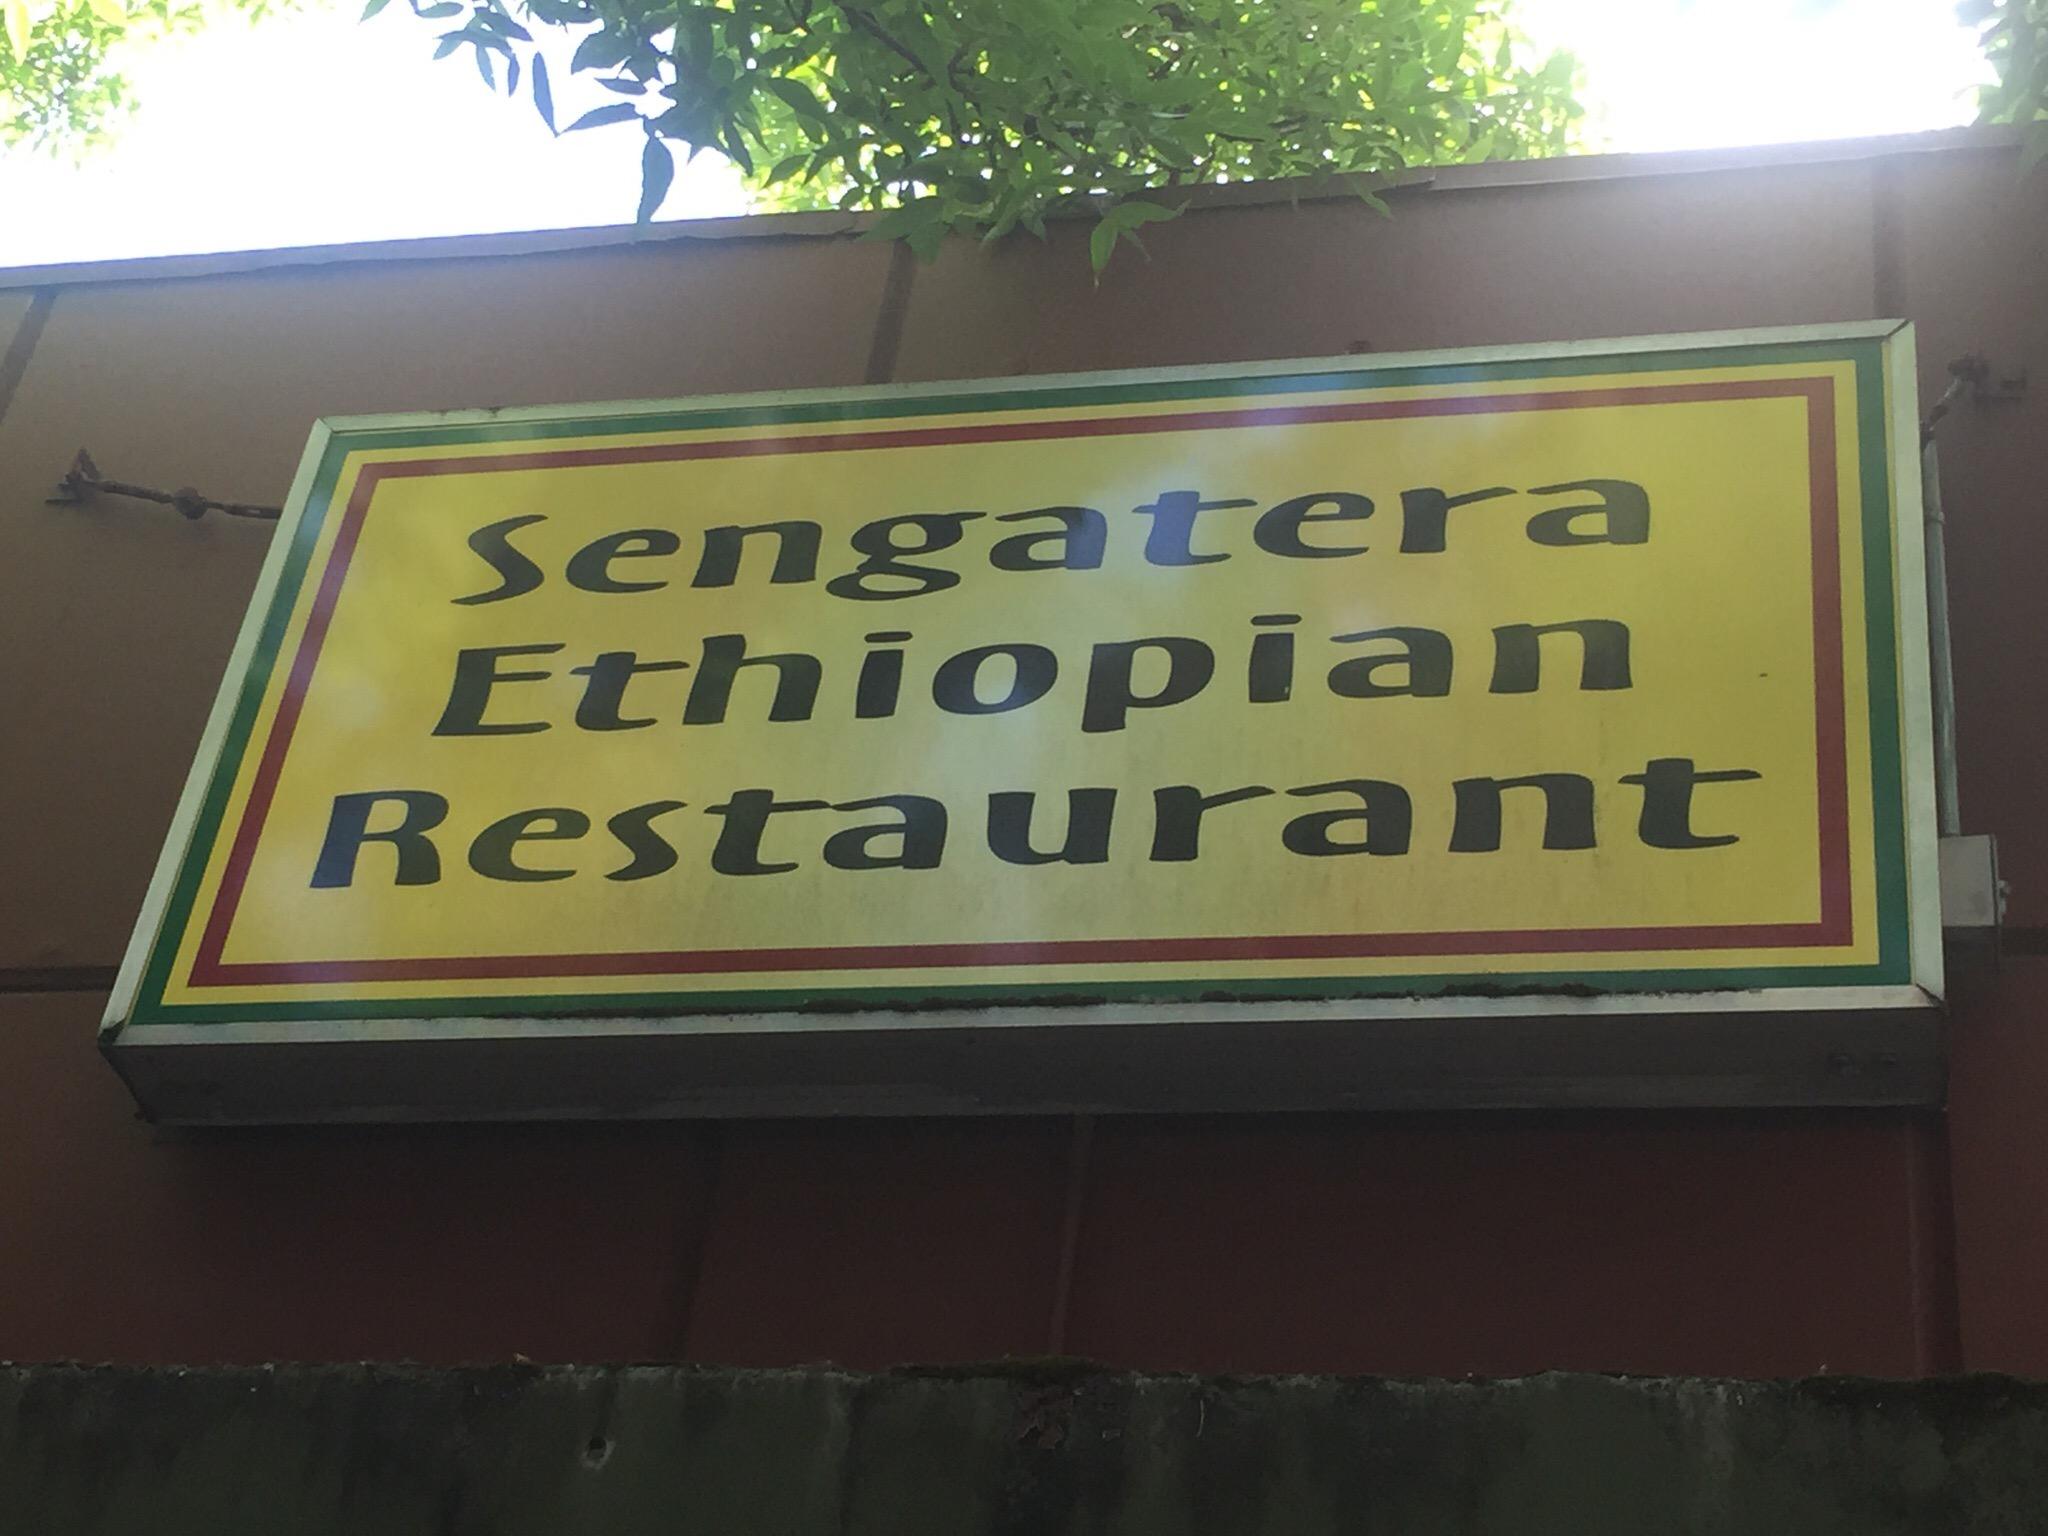 Sengatera
Ethiopian
Restaurant